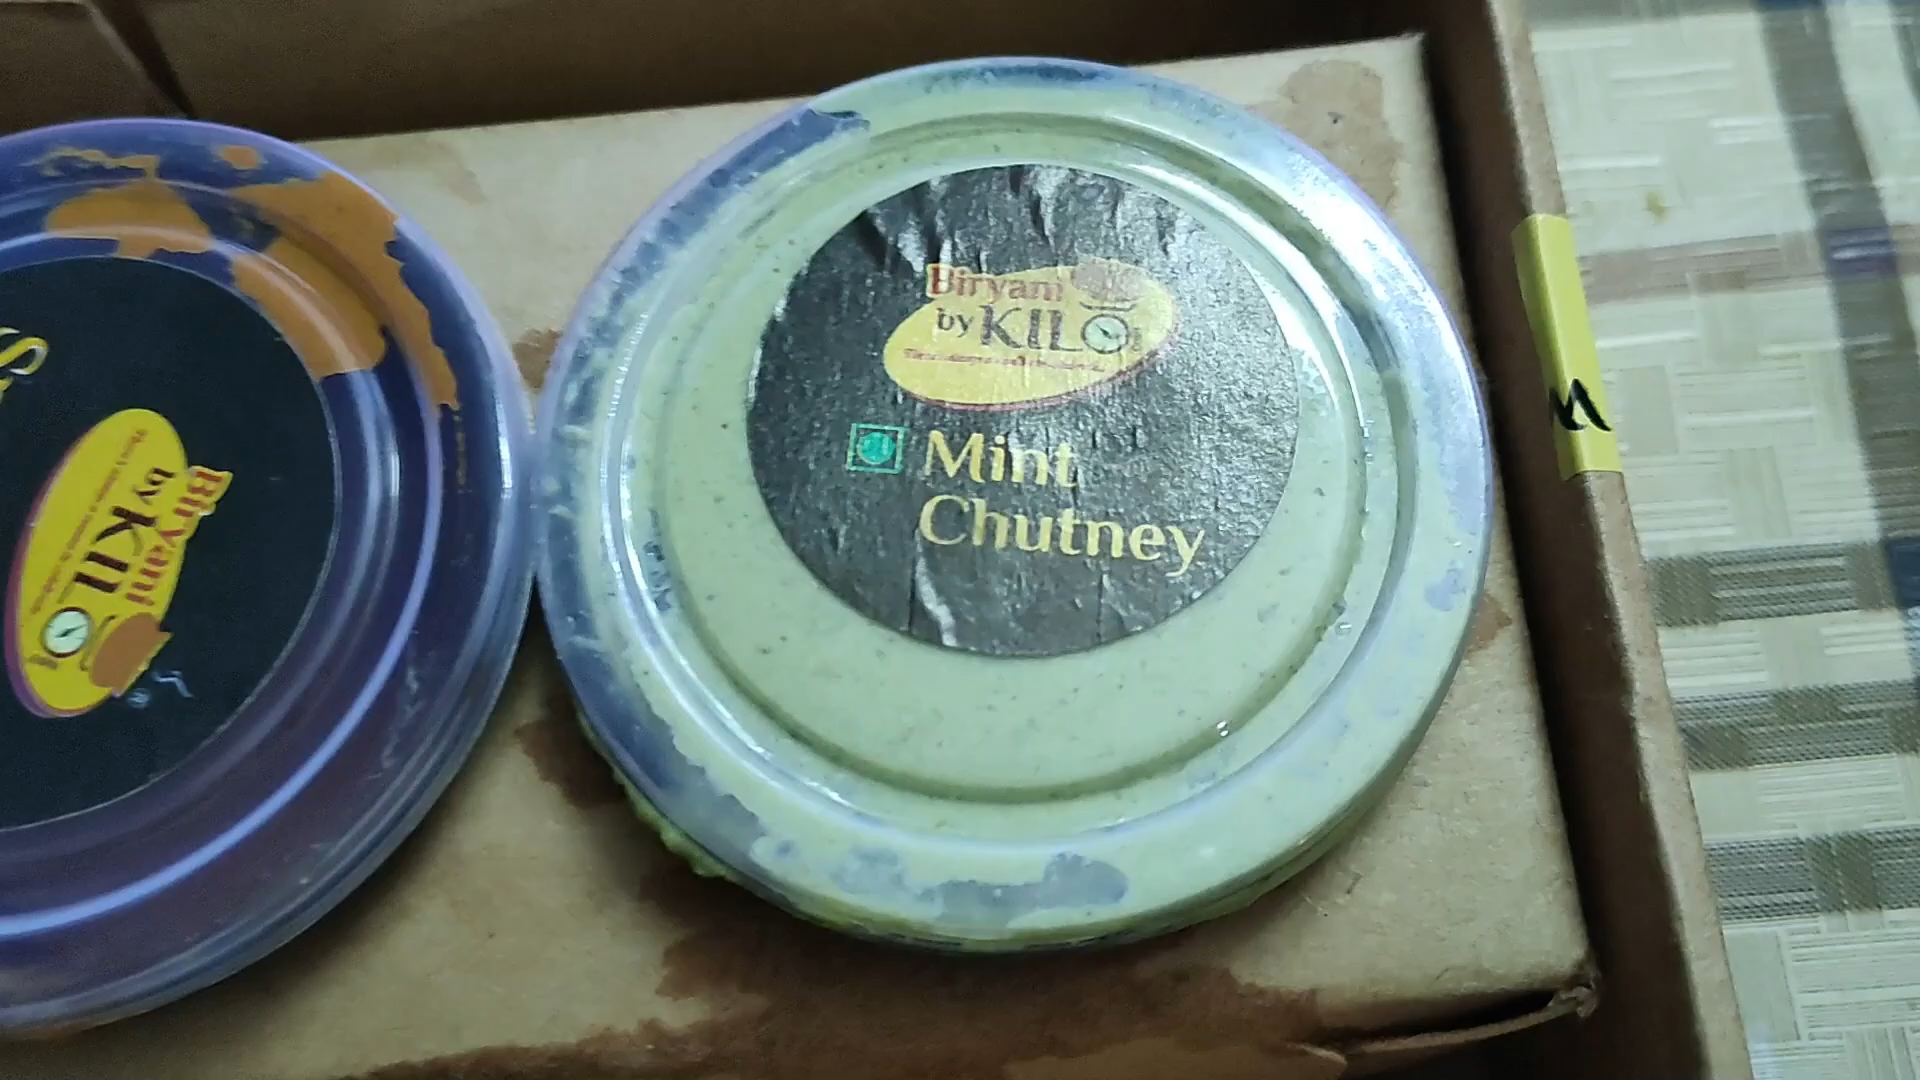 Biryani
by KILO
Mint
Chutney
Biryani
by KILO